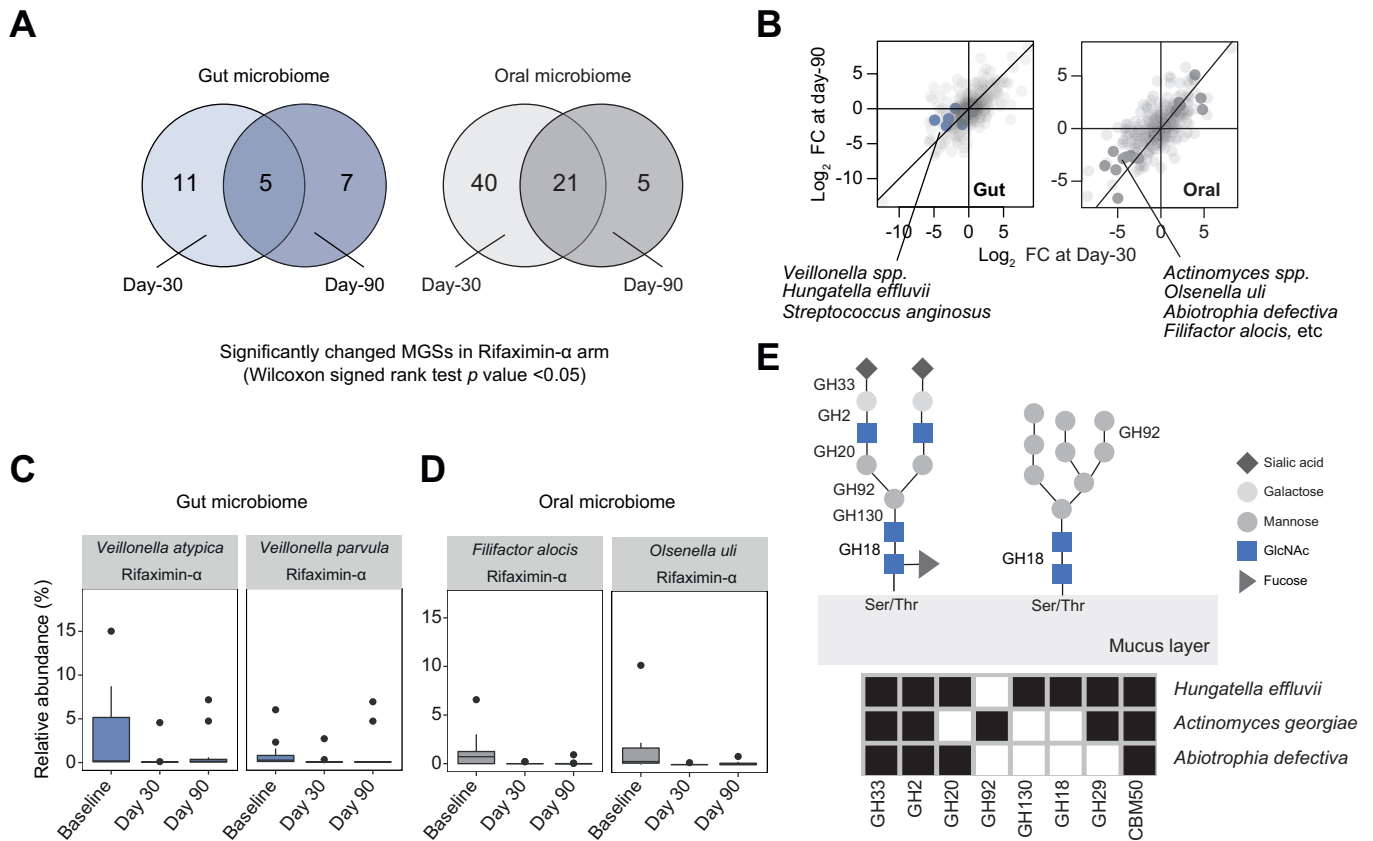 A
Gut microbiome
Oral microbiome
11
5
7
40
21
5
Day-30
Day-90
Day-30
Day-90
Significantly changed MGSs in Rifaximin-α arm
(Wilcoxon signed rank test p value <0.05)
B
Log2 FC at day-90
5
0
-5
-10
-10
-5
0
5
Gut
5
0
-5
-5
0
5
Oral
Log2 FC at Day-30
Veillonella spp.
Hungatella effluvii
Streptococcus anginosus
Actinomyces spp.
Olsenella uli
Abiotrophia defectiva
Filifactor alocis, etc
C
Gut microbiome
Veillonella atypica
Rifaximin-α
Veillonella parvula
Rifaximin-α
Relative abundance (%)
15
10
5
0
Baseline
Day 30
Day 90
Baseline
Day 30
Day 90
D
Oral microbiome
Filifactor alocis
Rifaximin-α
Olsenella uli
Rifaximin-α
15
10
5
0
Baseline
Day 30
Day 90
Baseline
Day 30
Day 90
E
GH33
GH2
GH20
GH92
GH130
GH18
Ser/Thr
GH92
GH18
Ser/Thr
Sialic acid
Galactose
Mannose
GlcNAc
Fucose
Mucus layer
Hungatella effluvii
Actinomyces georgiae
Abiotrophia defectiva
GH33
GH2
GH20
GH92
GH130
GH18
GH29
CBM50